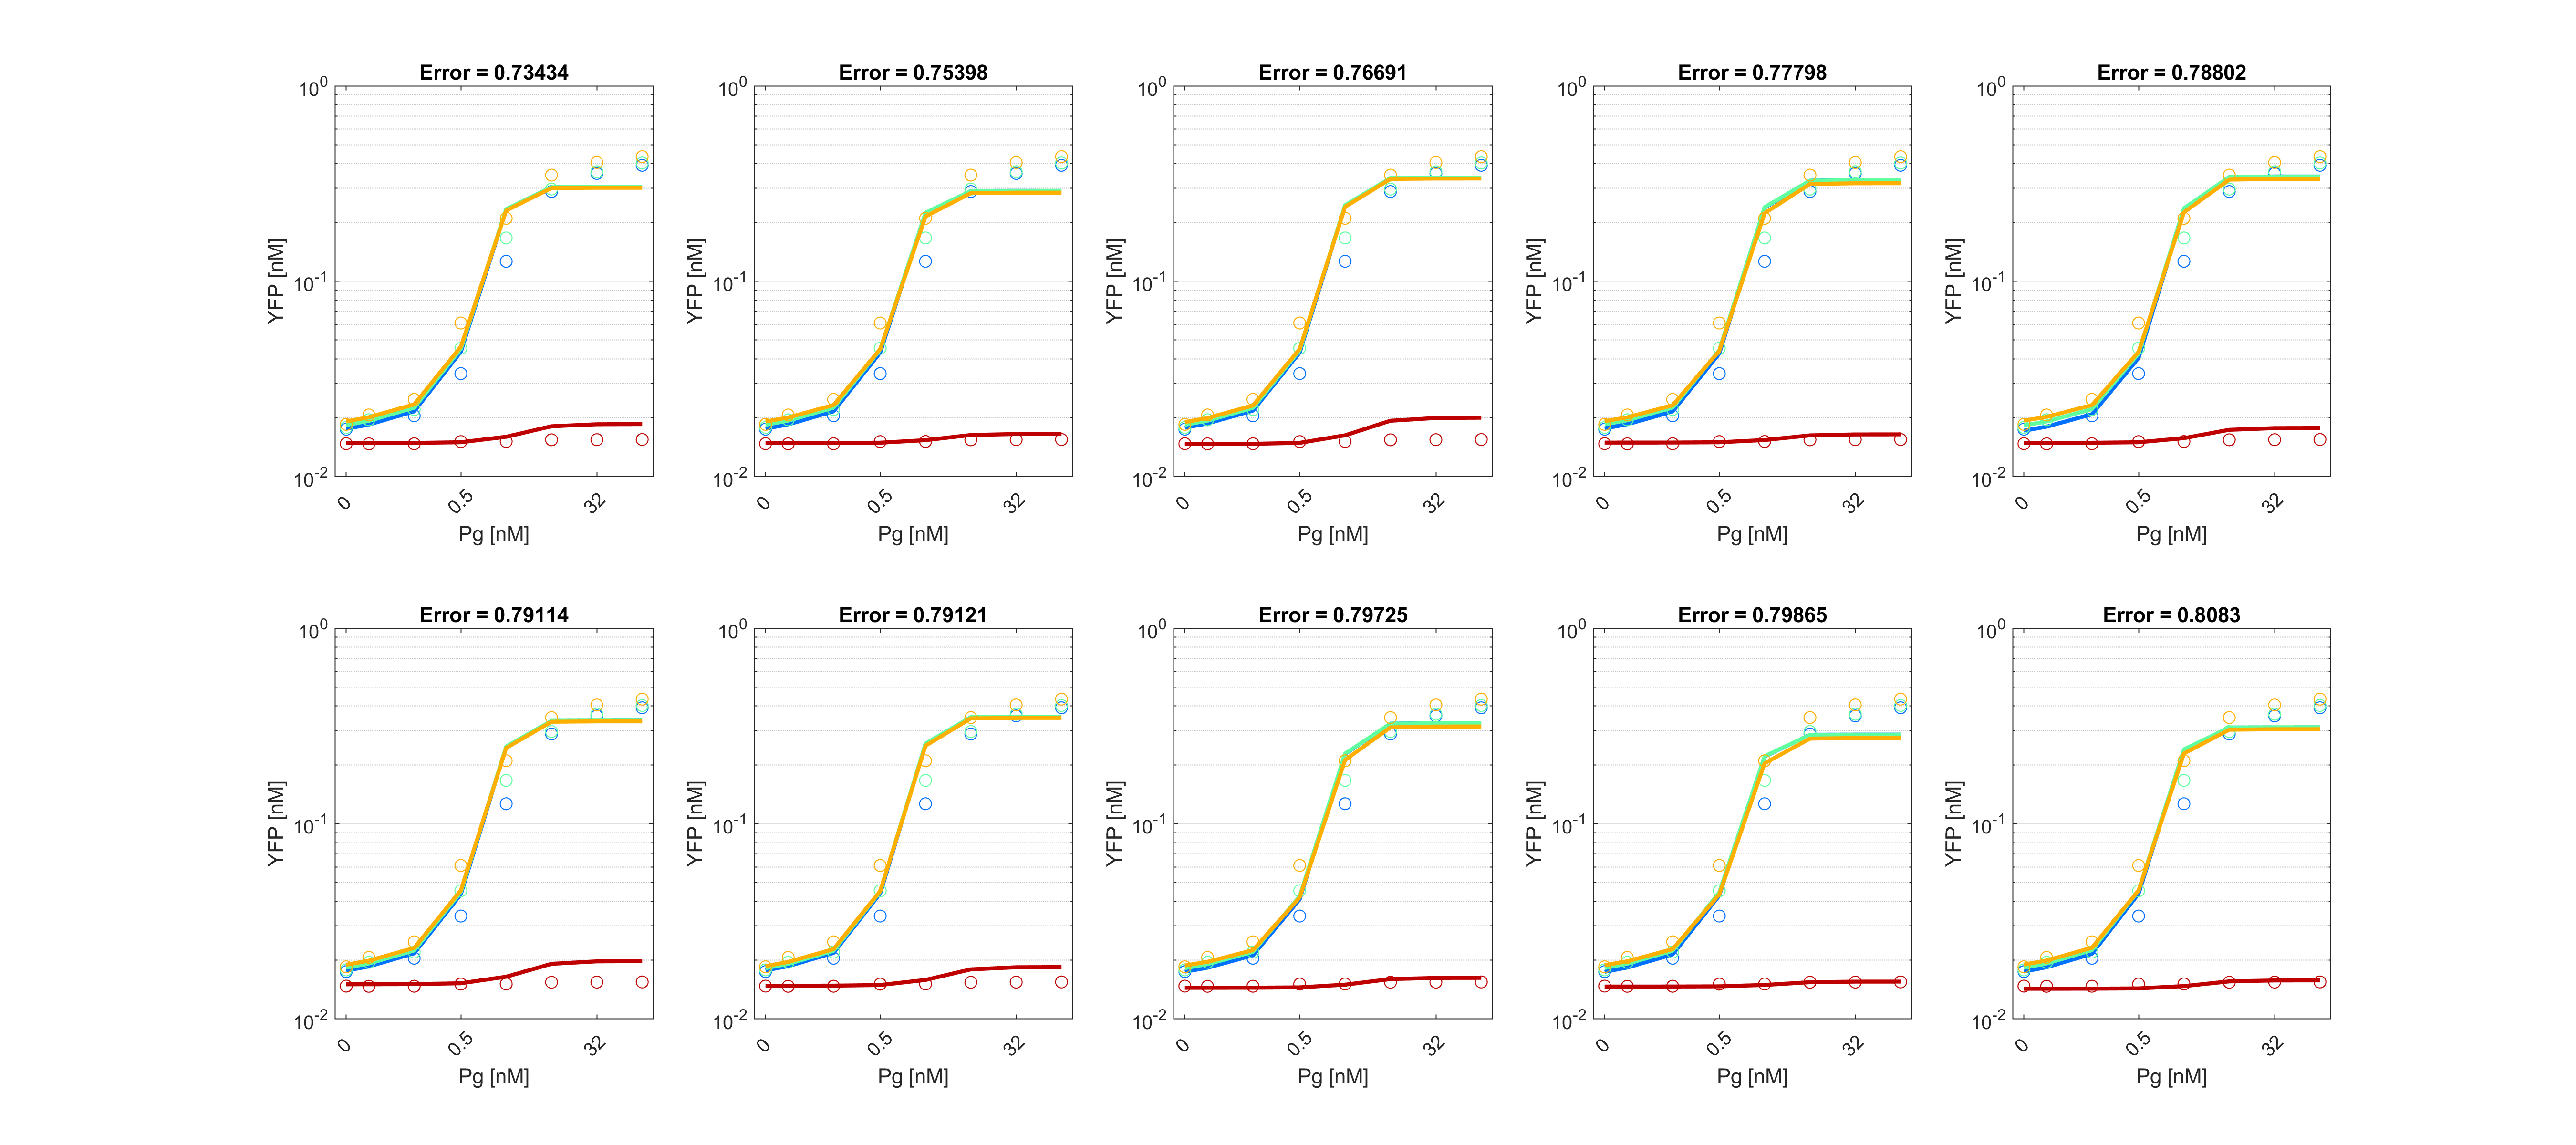 Error = 0.73434
Error = 0.75398
Error = 0.76691
Error = 0.77798
Error = 0.78802
10^0
10^0
10^0
10^0
10^0
YFP [nM]
YFP [nM]
YFP [nM]
YFP [nM]
YFP [nM]
10^-1
10^-1
10^-1
10^-1
10^-1
10^-2
10^-2
10^-2
10^-2
10^-2
0 0.5 32
0 0.5 32
0 0.5 32
0 0.5 32
0 0.5 32
Pg [nM]
Pg [nM]
Pg [nM]
Pg [nM]
Pg [nM]
Error = 0.79114
Error = 0.79121
Error = 0.79725
Error = 0.79865
Error = 0.8083
10^0
10^0
10^0
10^0
10^0
YFP [nM]
YFP [nM]
YFP [nM]
YFP [nM]
YFP [nM]
10^-1
10^-1
10^-1
10^-1
10^-1
10^-2
10^-2
10^-2
10^-2
10^-2
0 0.5 32
0 0.5 32
0 0.5 32
0 0.5 32
0 0.5 32
Pg [nM]
Pg [nM]
Pg [nM]
Pg [nM]
Pg [nM]